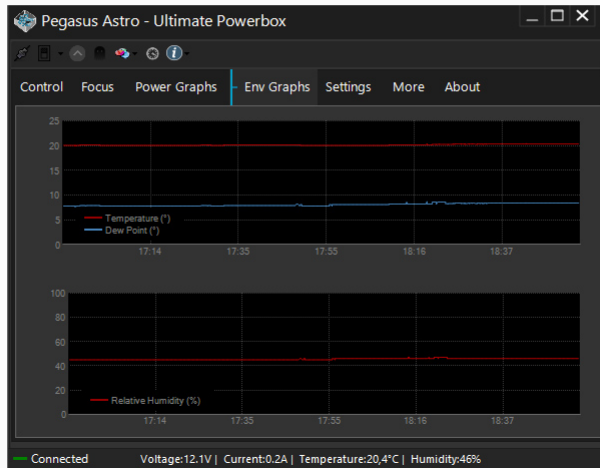 Pegasus Astro - Ultimate Powerbox
Control Focus Power Graphs Env Graphs Settings More About
25
20
15
10
5
0
Temperature (°)
Dew Point (°)
17:14 17:35 17:55 18:16 18:37
100
80
60
40
20
0
Relative Humidity (%)
17:14 17:35 17:55 18:16 18:37
Connected Voltage:12.1V | Current:0.2A | Temperature:20,4°C | Humidity:46%